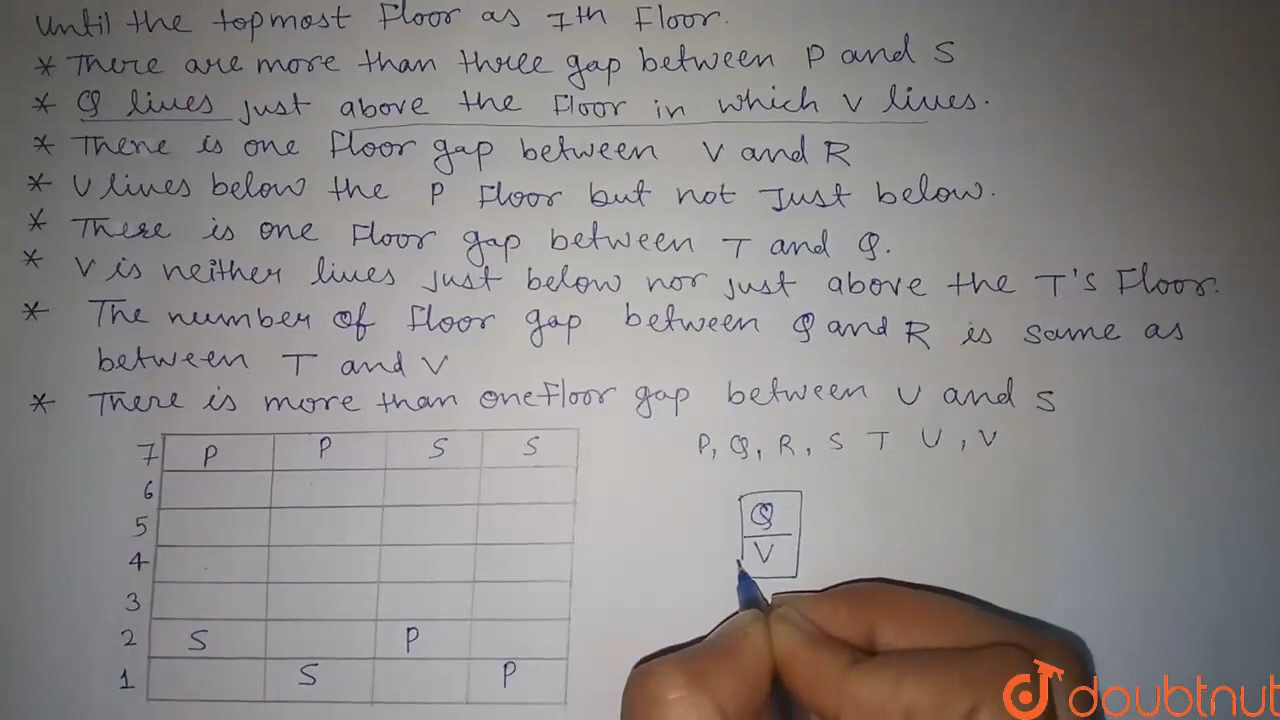 Until the topmost Floor as 7th Floor.
* There are more than three gap between P and S
* Q lives just above the Floor in which V lives.
* There is one Floor gap between V and R
* U lives below the P Floor but not Just below.
* There is one Floor gap between T and Q.
* V is neither lives just below nor just above the T's Floor.
* The number of Floor gap between Q and R is same as
between T and V
* There is more than one Floor gap between U and S
P, Q, R, S T U, V
7 P P S S
6
5
4
3
2 S P
1 S P
Q
V
doubtnut